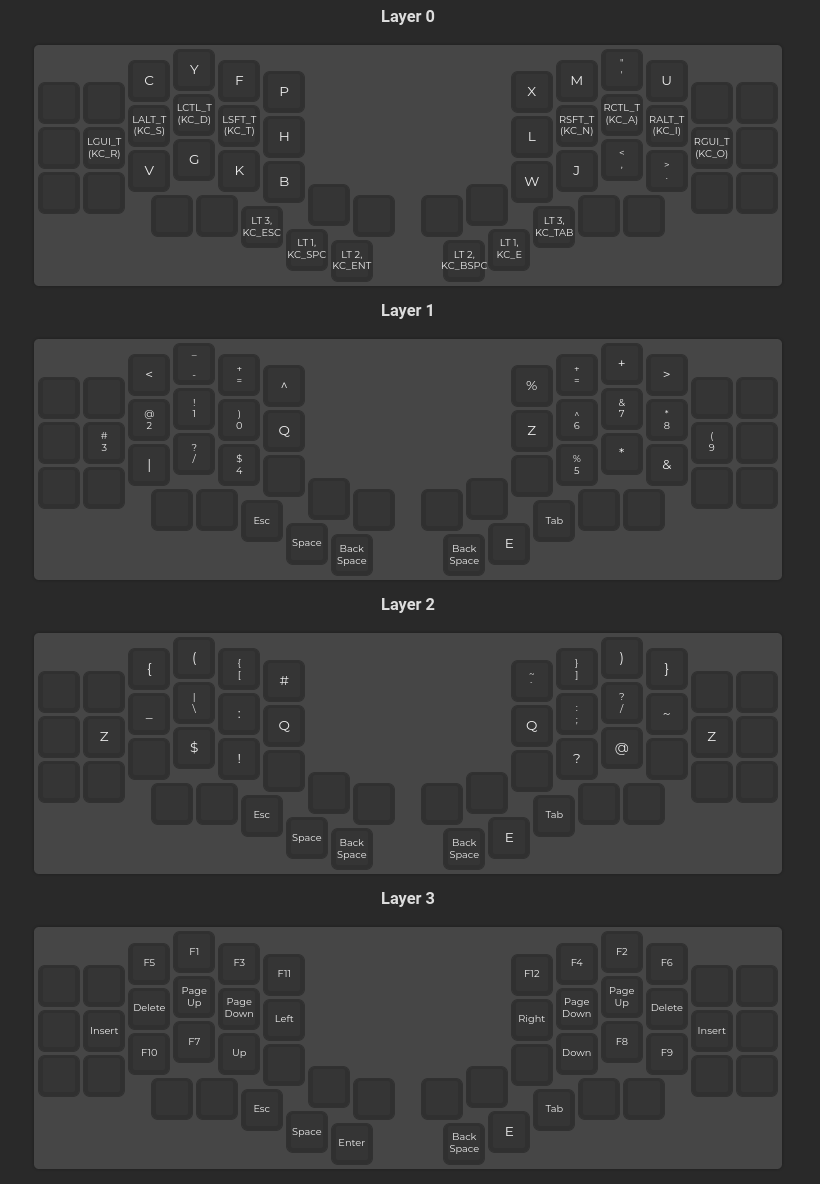 Layer 0
C Y F P X M " ' U
LGUI_T (KC_R) LALT_T (KC_S) LCTL_T (KC_D) LSFT_T (KC_T) H L RSFT_T (KC_N) RCTL_T (KC_A) RALT_T (KC_I) RGUI_T (KC_O)
V G K B W J < , > .
LT 3, KC_ESC LT 1, KC_SPC LT 2, KC_ENT LT 2, KC_BSPC LT 1, KC_E LT 3, KC_TAB
Layer 1
< _ - + = ^ % + = + >
# 3 @ 2 ! 1 ) 0 Q Z ^ 6 & 7 * 8 ( 9
| ? / $ 4 % 5 * &
Esc Space Back Space Back Space E Tab
Layer 2
{ ( { [ # ~ ` } ] ) }
Z _ | \ : Q Q : ; ? / ~ Z
$ ! ? @
Esc Space Back Space Back Space E Tab
Layer 3
F5 F1 F3 F11 F12 F4 F2 F6
Insert Delete Page Up Page Down Left Right Page Down Page Up Delete Insert
F10 F7 Up Down F8 F9
Esc Space Enter Back Space E Tab